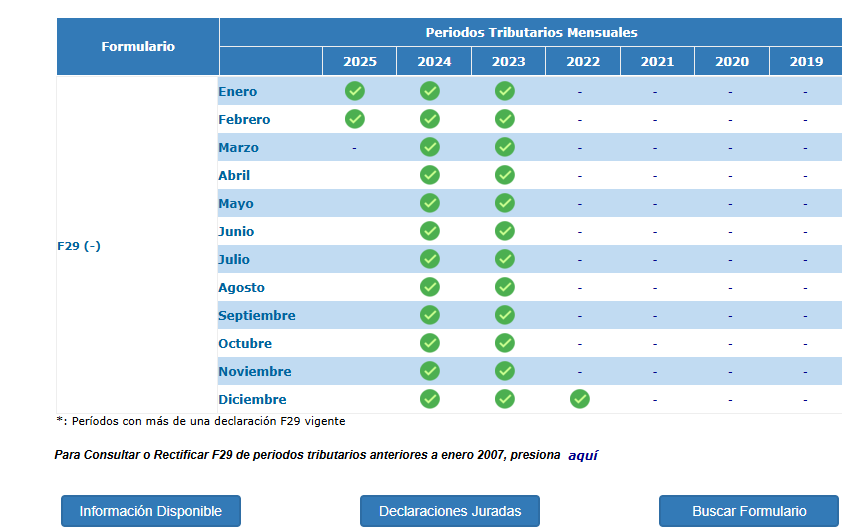 Formulario Periodos Tributarios Mensuales
2025 2024 2023 2022 2021 2020 2019
Enero - - - -
Febrero - - - -
Marzo - - - - -
Abril - - - -
Mayo - - - -
Junio - - - -
F29 (-)
Julio - - - -
Agosto - - - -
Septiembre - - - -
Octubre - - - -
Noviembre - - - -
Diciembre - - -
*: Períodos con más de una declaración F29 vigente
Para Consultar o Rectificar F29 de periodos tributarios anteriores a enero 2007, presiona aquí
Información Disponible Declaraciones Juradas Buscar Formulario